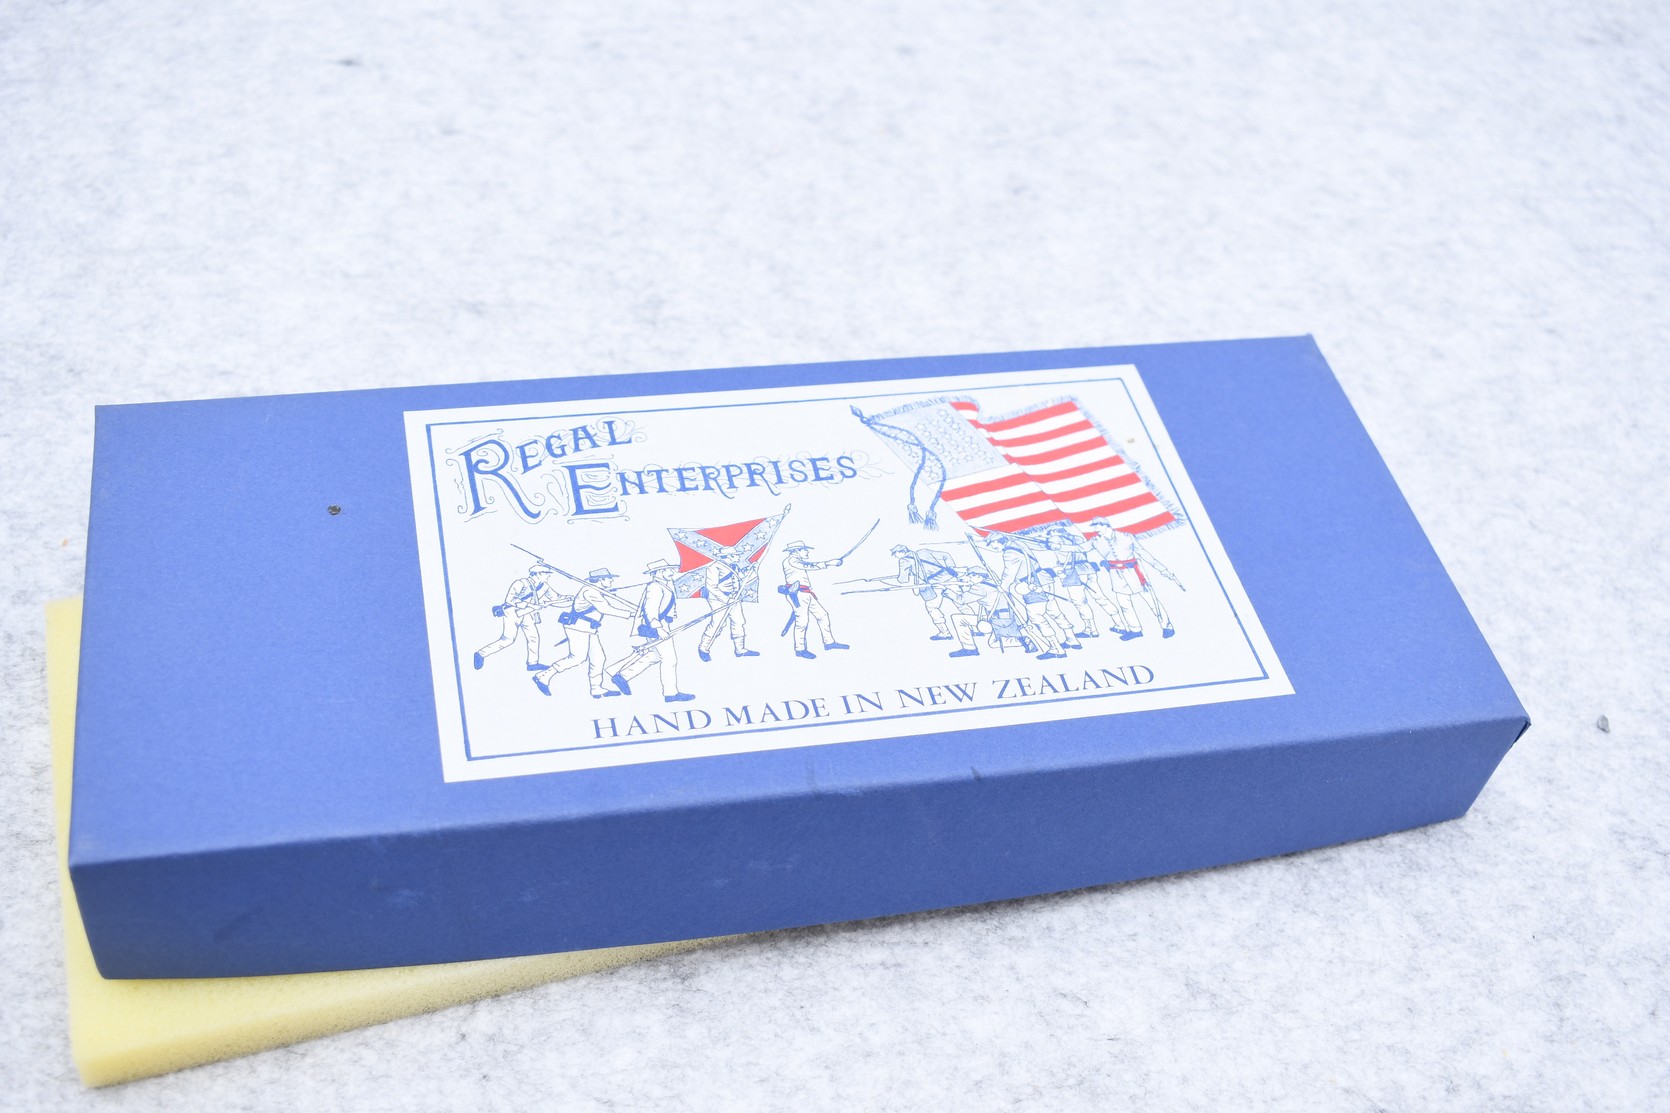 REGAL
ENTERPRISES
HAND MADE IN NEW ZEALAND